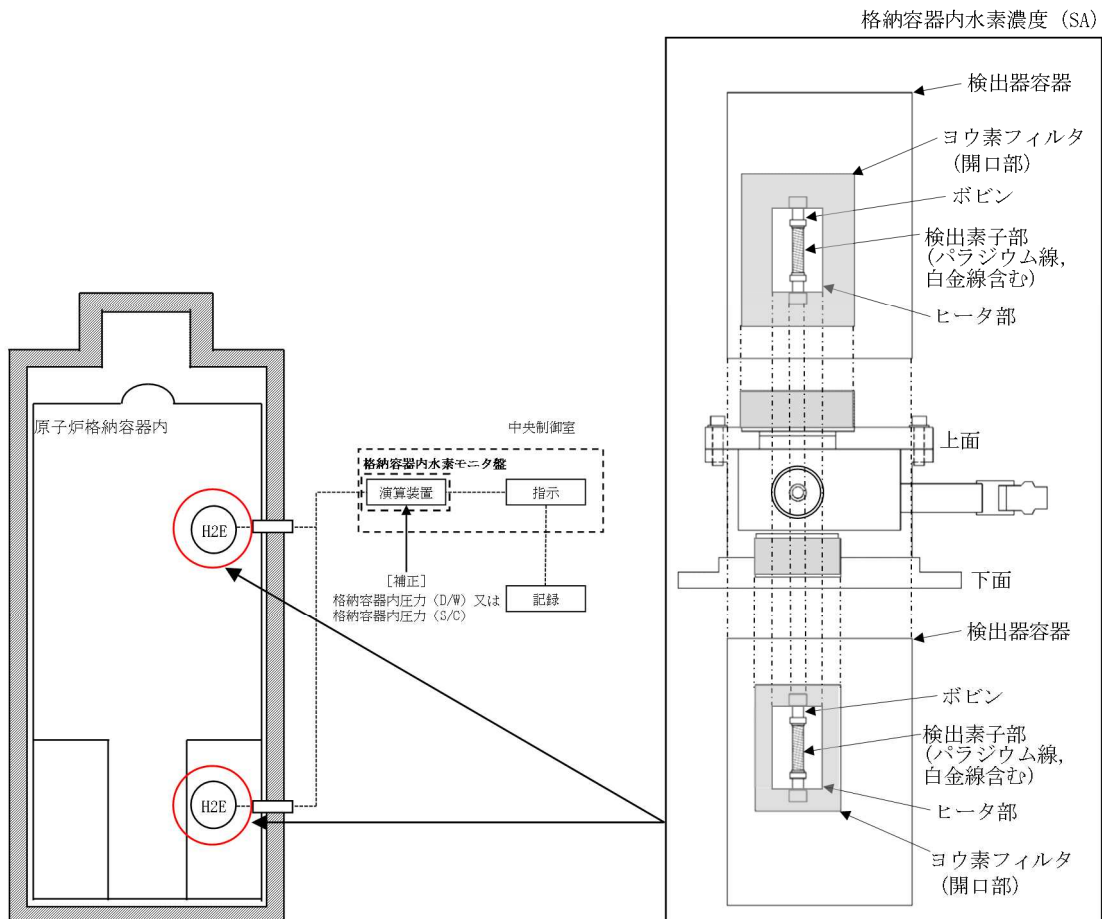 格納容器内水素濃度 (SA)
検出器容器
ヨウ素フィルタ
(開口部)
ボビン
検出素子部
(パラジウム線,
白金線含む)
ヒータ部
上面
下面
検出器容器
ボビン
検出素子部
(パラジウム線,
白金線含む)
ヒータ部
ヨウ素フィルタ
(開口部)
原子炉格納容器内
H2E
H2E
中央制御室
格納容器内水素モニタ盤
演算装置
指示
[補正]
格納容器内圧力 (D/W) 又は
格納容器内圧力 (S/C)
記録